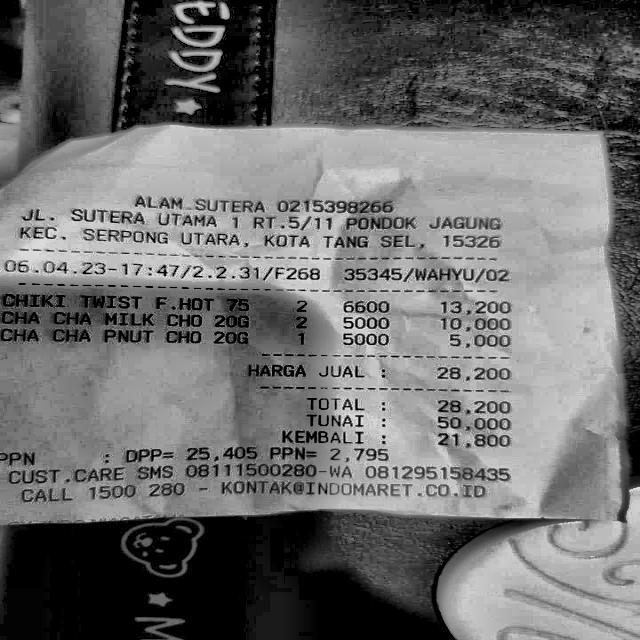 EDDY
ALAM SUTERA 0215398266
JL. SUTERA UTAMA 1 RT.5/11 PONDOK JAGUNG
KEC. SERPONG UTARA, KOTA TANG SEL, 15326
06.04.23-17:47/2.2.31/F268 35345/WAHYU/02
CHIKI TWIST F.HOT 75 2 6600 13,200
CHA CHA MILK CHO 20G 2 5000 10,000
CHA CHA PNUT CHO 20G 1 5000 5,000
HARGA JUAL : 28,200
TOTAL : 28,200
TUNAI : 50,000
KEMBALI : 21,800
PPN : DPP= 25,405 PPN= 2,795
CUST.CARE SMS 08111500280-WA 081295158435
CALL 1500 280 - KONTAK@INDOMARET.CO.ID